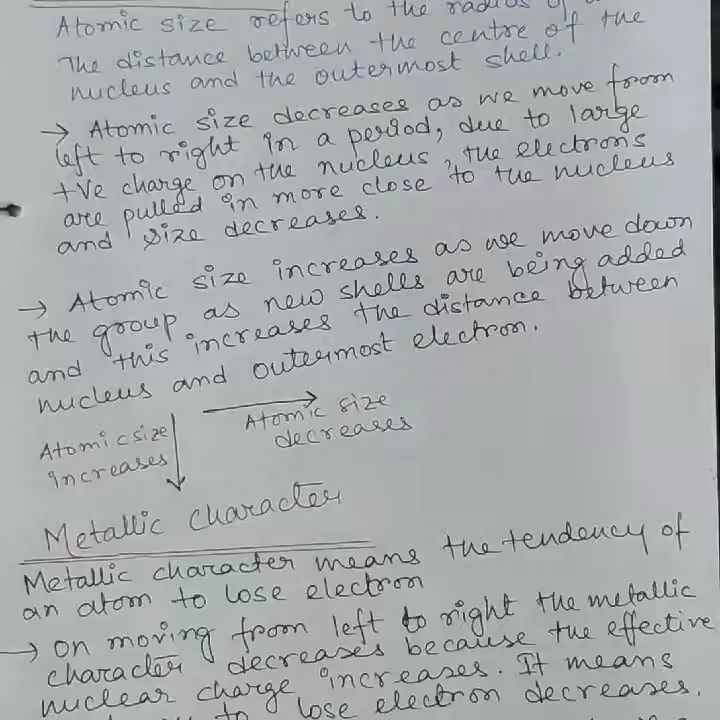 Atomic size refers to the radius of
The distance between the centre of the
nucleus and the outermost shell.
→ Atomic size decreases as we move from
left to right in a period, due to large
+ve charge on the nucleus, the electrons
are pulled in more close to the nucleus
and size decreases.
→ Atomic size increases as we move down
the group as new shells are being added
and this increases the distance between
nucleus and outermost electron.
Atomic size
decreases
Atomic size
increases
Metallic character
Metallic character means the tendency of
an atom to lose electron
→ On moving from left to right the metallic
character decreases because the effective
nuclear charge increases. It means
to lose electron decreases.